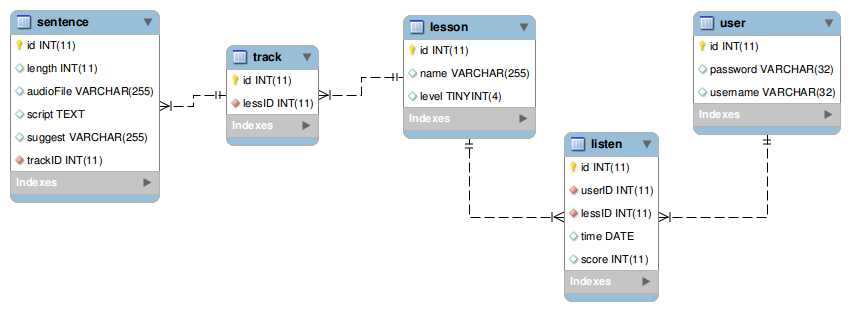 sentence
id INT(11)
length INT(11)
audioFile VARCHAR(255)
script TEXT
suggest VARCHAR(255)
trackID INT(11)
Indexes
track
id INT(11)
lessID INT(11)
Indexes
lesson
id INT(11)
name VARCHAR(255)
level TINYINT(4)
Indexes
user
id INT(11)
password VARCHAR(32)
username VARCHAR(32)
Indexes
listen
id INT(11)
userID INT(11)
lessID INT(11)
time DATE
score INT(11)
Indexes